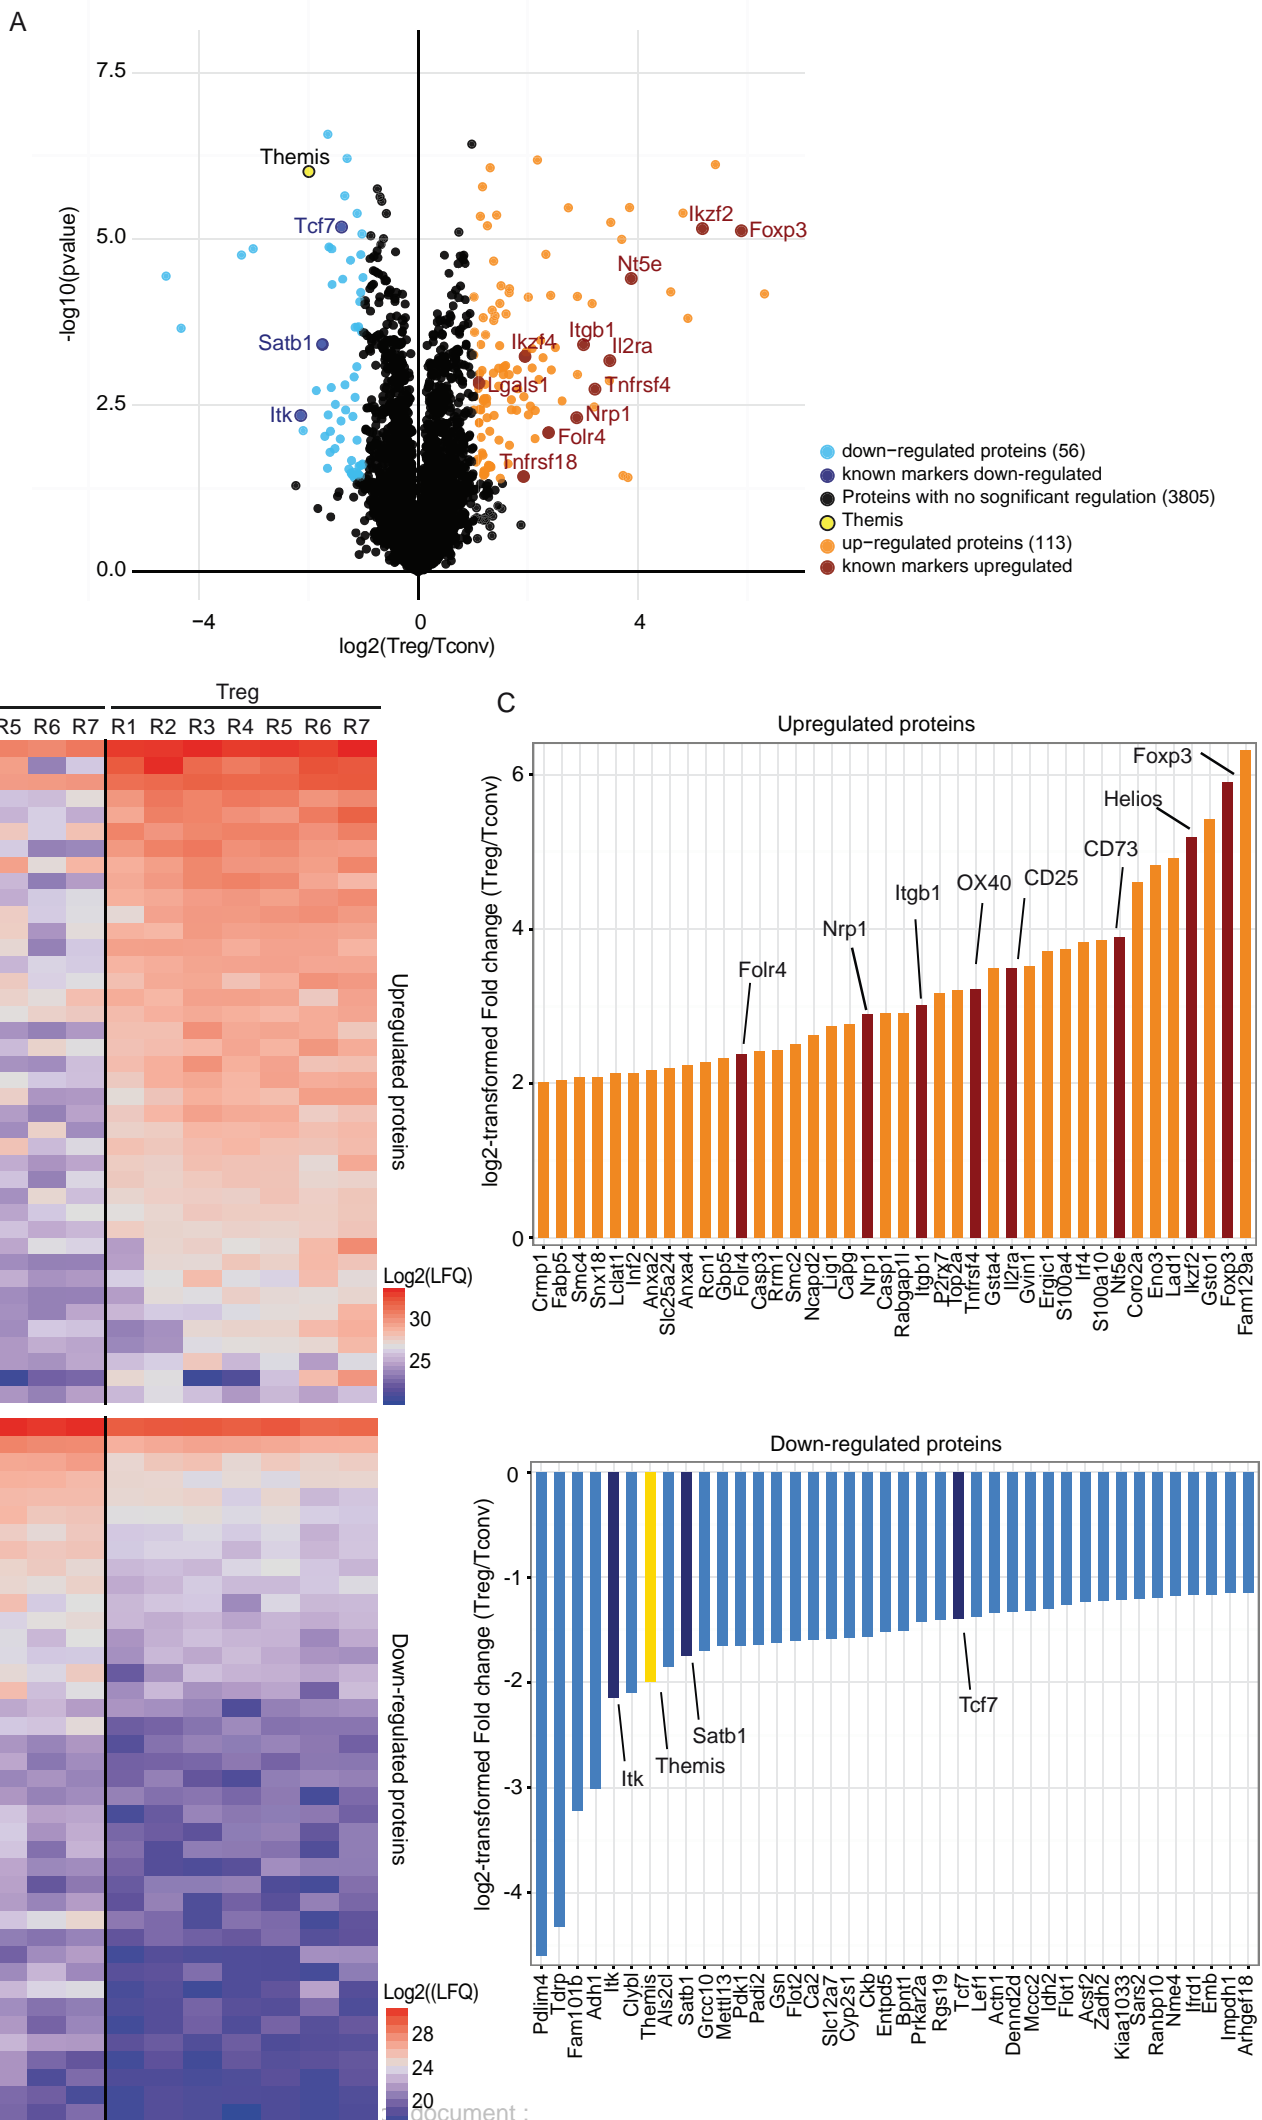 A
7.5
5.0
2.5
0.0
-log10(pvalue)
−4
0
4
log2(Treg/Tconv)
Themis
Tcf7
Satb1
Itk
Ikzf2
Foxp3
Nt5e
Itgb1
Ikzf4
Il2ra
Lgals1
Tnfrsf4
Nrp1
Folr4
Tnfrsf18
down−regulated proteins (56)
known markers down-regulated
Proteins with no sognificant regulation (3805)
Themis
up−regulated proteins (113)
known markers upregulated
Treg
R5 R6 R7 R1 R2 R3 R4 R5 R6 R7
Upregulated proteins
Log2(LFQ)
30
25
Down-regulated proteins
Log2((LFQ)
28
24
20
C
Upregulated proteins
log2-transformed Fold change (Treg/Tconv)
6
4
2
0
Folr4
Nrp1
Itgb1
OX40
CD25
CD73
Helios
Foxp3
Crmp1
Fabp5
Smc4
Snx18
Lclat1
Inf2
Anxa2
Slc25a24
Anxa4
Rcn1
Gbp5
Folr4
Casp3
Rrm1
Smc2
Ncapd2
Lig1
Capg
Nrp1
Casp1
Rabgap1l
Itgb1
P2rx7
Top2a
Tnfrsf4
Gsta4
Il2ra
Gvin1
Ergic1
S100a4
Irf4
S100a10
Nt5e
Coro2a
Eno3
Lad1
Ikzf2
Gsto1
Foxp3
Fam129a
Down-regulated proteins
log2-transformed Fold change (Treg/Tconv)
0
-1
-2
-3
-4
Itk
Themis
Satb1
Tcf7
Pdlim4
Tdrp
Fam101b
Adh1
Itk
Clybl
Themis
Als2cl
Satb1
Grcc10
Mettl13
Pdk1
Padi2
Gsn
Flot2
Ca2
Slc12a7
Cyp2s1
Ckb
Entpd5
Bpnt1
Prkar2a
Rgs19
Tcf7
Lef1
Actn1
Dennd2d
Mccc2
Idh2
Flot1
Acsf2
Zadh2
Kiaa1033
Sars2
Ranbp10
Nme4
Ifrd1
Emb
Impdh1
Arhgef18
document :